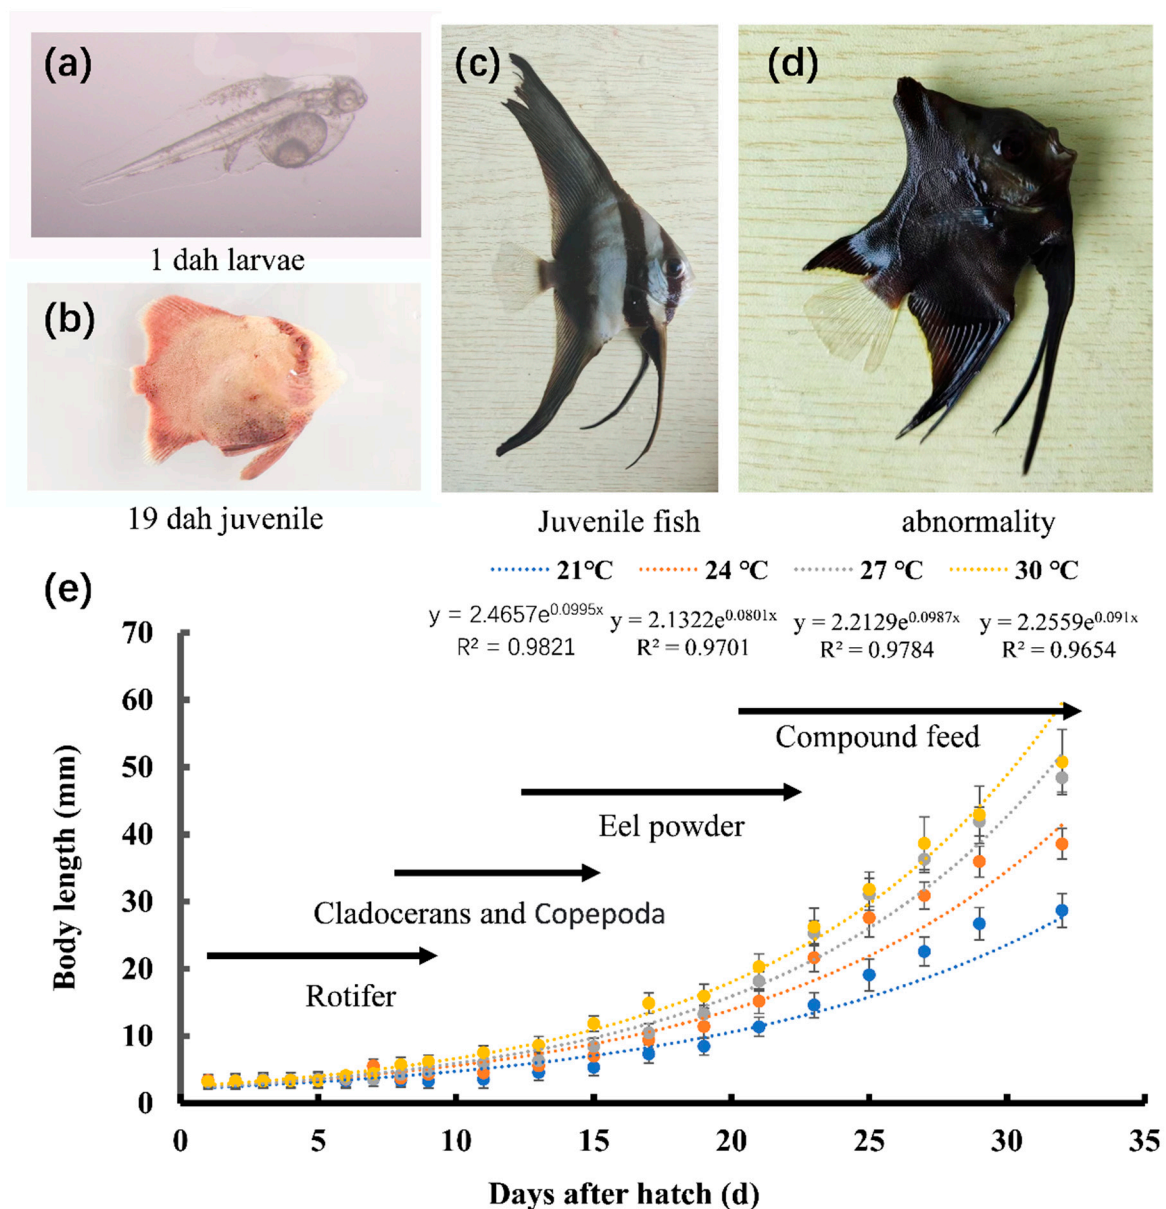 (a)
1 dah larvae
(b)
19 dah juvenile
(c)
Juvenile fish
(d)
abnormality
(e)
21℃ 24 ℃ 27 ℃ 30 ℃
y = 2.4657e^0.0995x y = 2.1322e^0.0801x y = 2.2129e^0.0987x y = 2.2559e^0.091x
R² = 0.9821 R² = 0.9701 R² = 0.9784 R² = 0.9654
Body length (mm)
70
60
50
40
30
20
10
0
Compound feed
Eel powder
Cladocerans and Copepoda
Rotifer
0 5 10 15 20 25 30 35
Days after hatch (d)